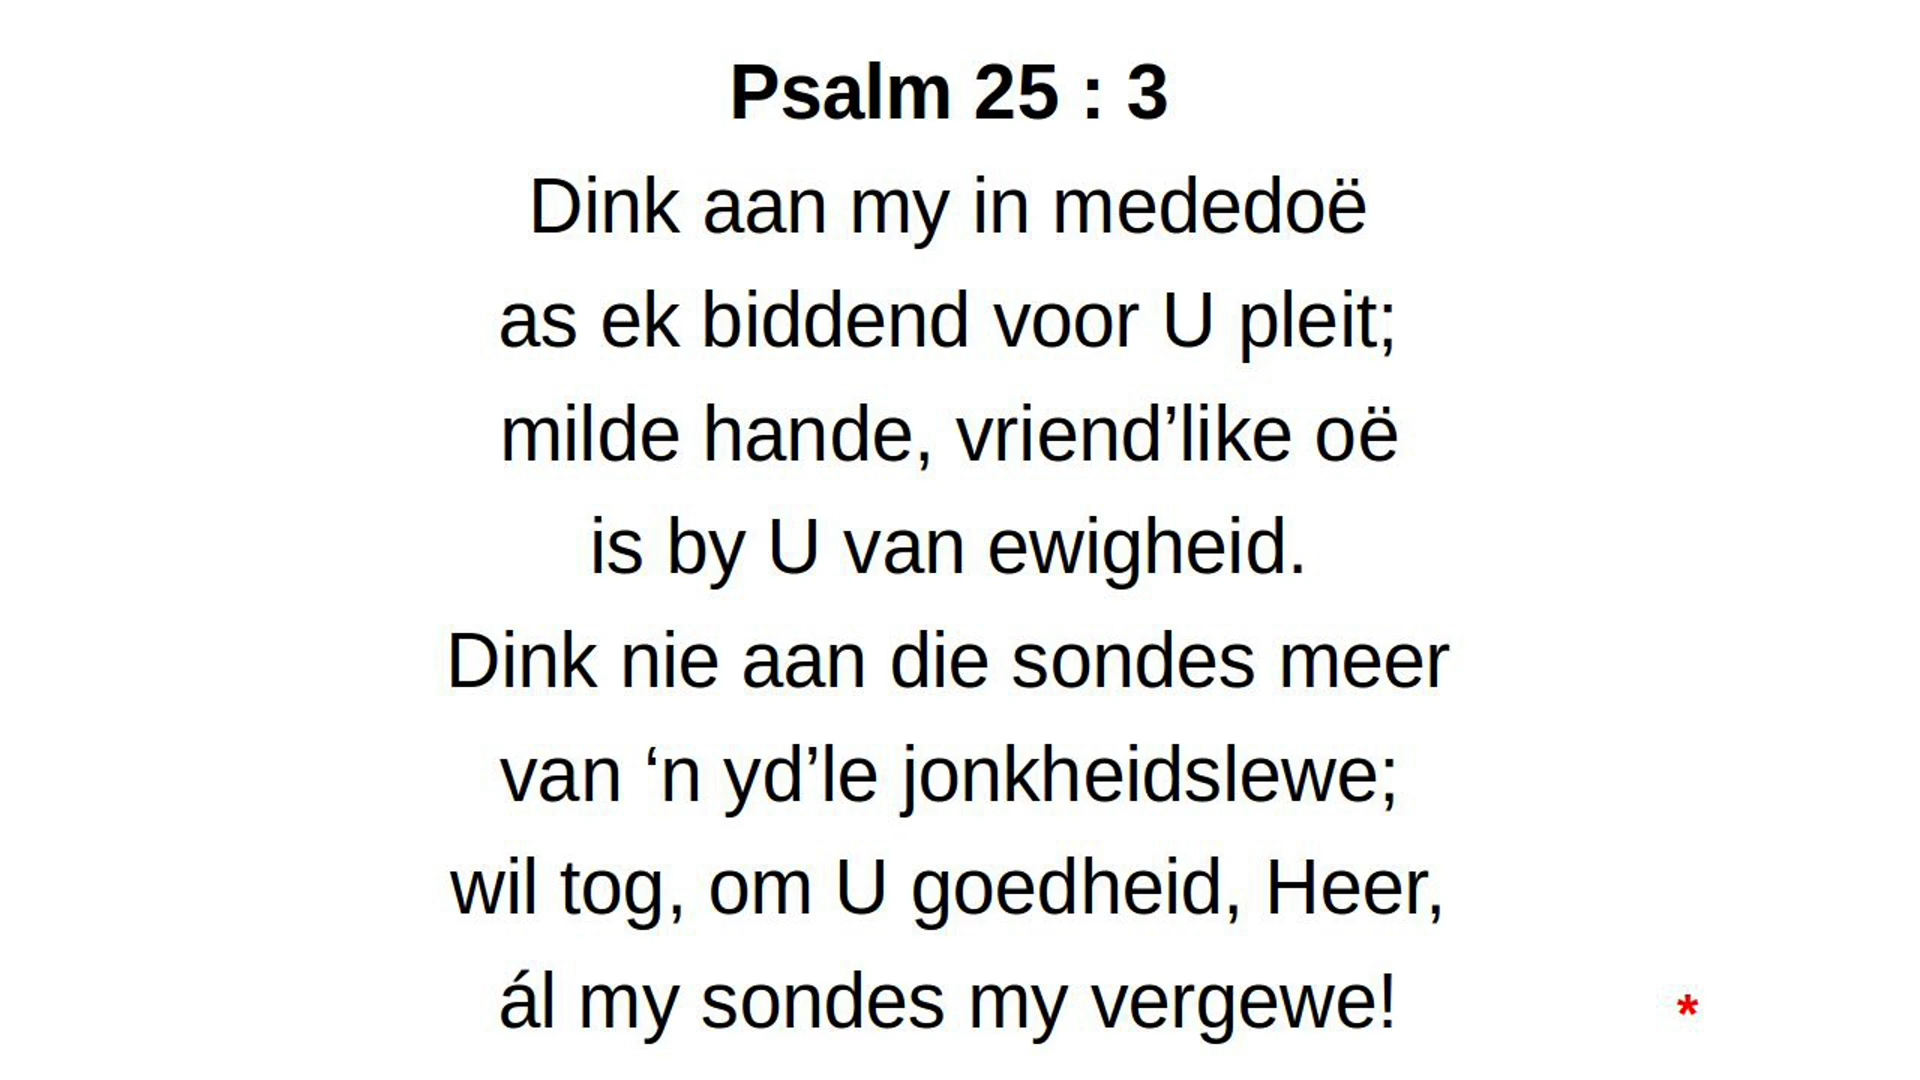 Psalm 25 : 3
Dink aan my in mededoë
as ek biddend voor U pleit;
milde hande, vriend’like oë
is by U van ewigheid.
Dink nie aan die sondes meer
van ‘n yd’le jonkheidslewe;
wil tog, om U goedheid, Heer,
ál my sondes my vergewe!
*